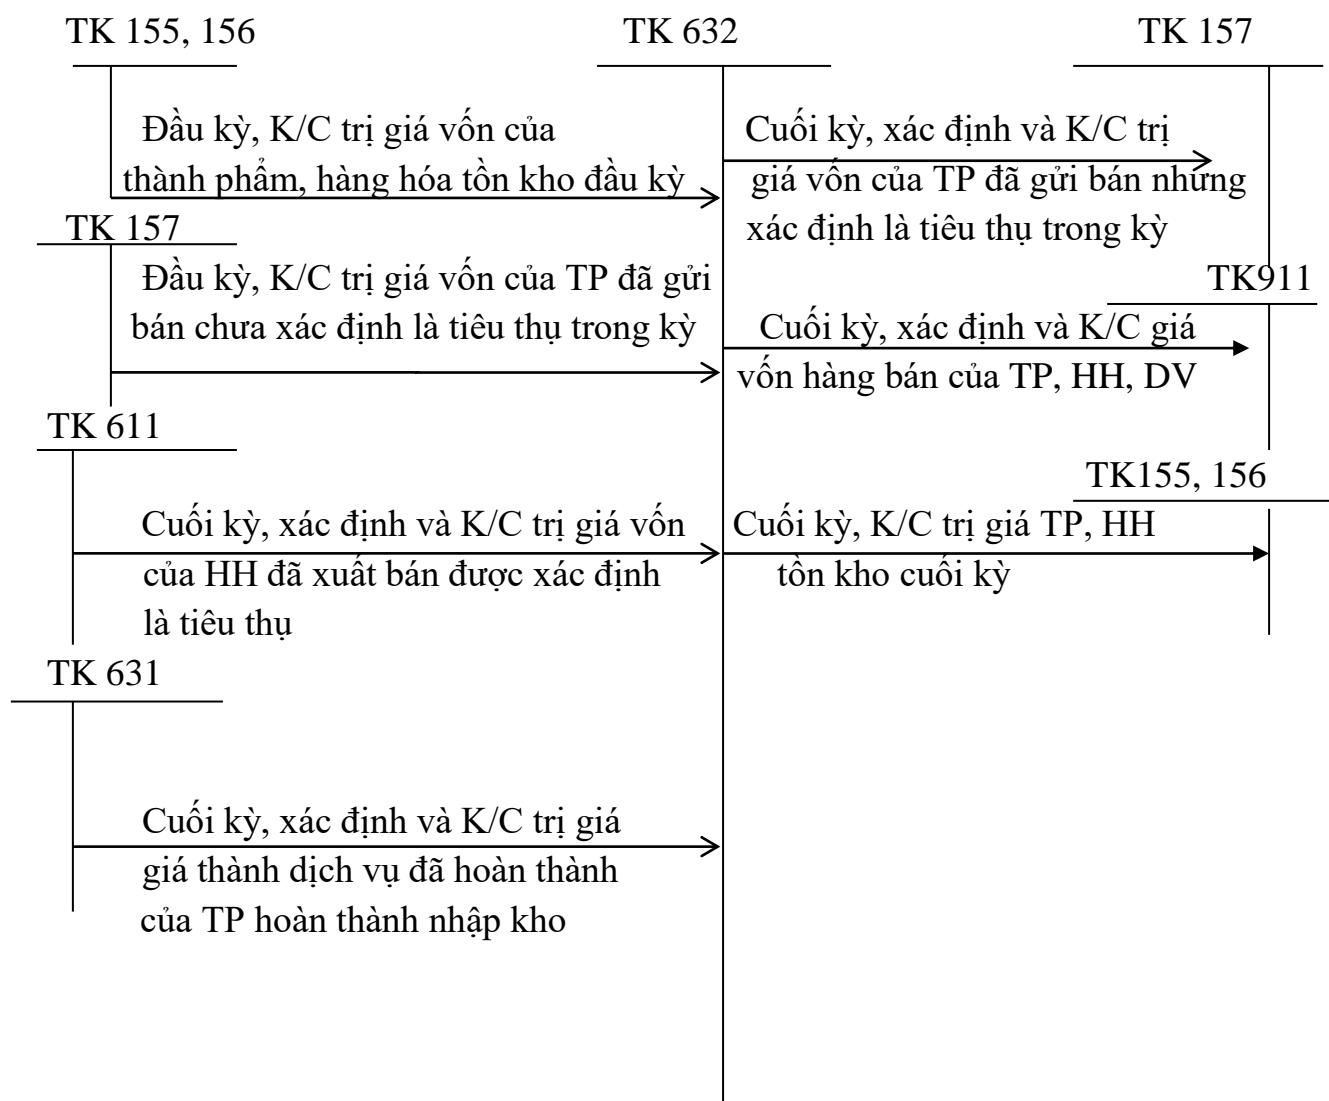 TK 155, 156
TK 632
TK 157
Đầu kỳ, K/C trị giá vốn của
thành phẩm, hàng hóa tồn kho đầu kỳ
Cuối kỳ, xác định và K/C trị
giá vốn của TP đã gửi bán nhưng
xác định là tiêu thụ trong kỳ
TK 157
Đầu kỳ, K/C trị giá vốn của TP đã gửi
bán chưa xác định là tiêu thụ trong kỳ
TK911
Cuối kỳ, xác định và K/C giá
vốn hàng bán của TP, HH, DV
TK 611
Cuối kỳ, xác định và K/C trị giá vốn
của HH đã xuất bán được xác định
là tiêu thụ
TK155, 156
Cuối kỳ, K/C trị giá TP, HH
tồn kho cuối kỳ
TK 631
Cuối kỳ, xác định và K/C trị giá
giá thành dịch vụ đã hoàn thành
của TP hoàn thành nhập kho